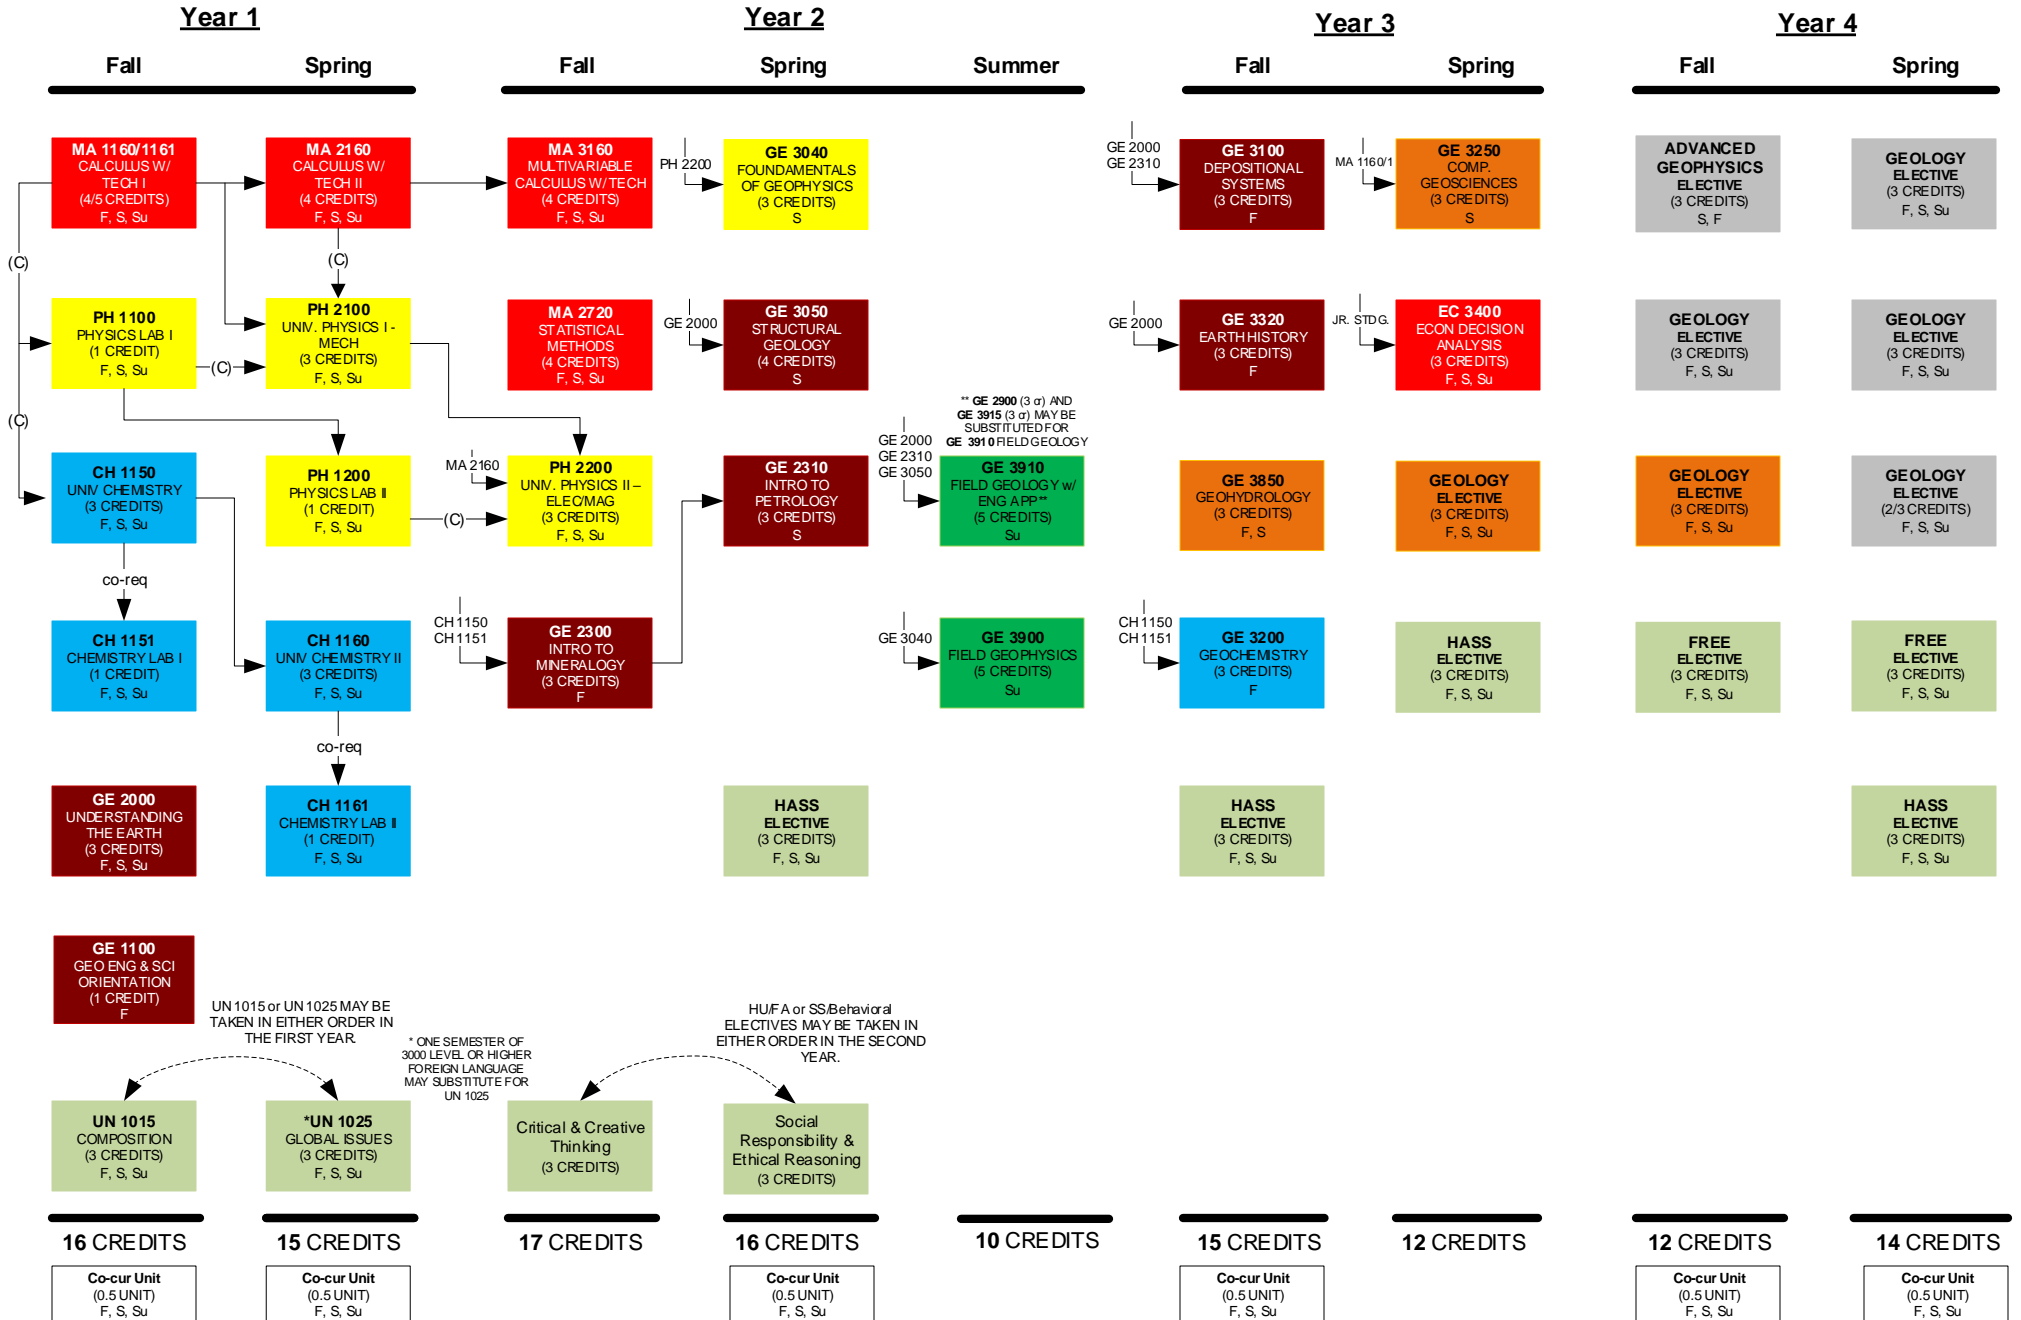 Year 1
Year 2
Year 3
Year 4
Fall
Spring
Fall
Spring
Summer
Fall
Spring
Fall
Spring
MA 1160/1161
CALCULUS W/
TECH I
(4/5 CREDITS)
F, S, Su
MA 2160
CALCULUS W/
TECH II
(4 CREDITS)
F, S, Su
MA 3160
MULTIVARIABLE
CALCULUS W/ TECH
(4 CREDITS)
F, S, Su
PH 2200
GE 3040
FOUNDAMENTALS
OF GEOPHYSICS
(3 CREDITS)
S
GE 2000
GE 2310
GE 3100
DEPOSITIONAL
SYSTEMS
(3 CREDITS)
F
MA 1160/1
GE 3250
COMP.
GEOSCIENCES
(3 CREDITS)
S
ADVANCED
GEOPHYSICS
ELECTIVE
(3 CREDITS)
S, F
GEOLOGY
ELECTIVE
(3 CREDITS)
F, S, Su
(C)
(C)
PH 1100
PHYSICS LAB I
(1 CREDIT)
F, S, Su
(C)
PH 2100
UNIV. PHYSICS I -
MECH
(3 CREDITS)
F, S, Su
MA 2720
STATISTICAL
METHODS
(4 CREDITS)
F, S, Su
GE 2000
GE 3050
STRUCTURAL
GEOLOGY
(4 CREDITS)
S
GE 2000
GE 3320
EARTH HISTORY
(3 CREDITS)
F
JR. STDG.
EC 3400
ECON DECISION
ANALYSIS
(3 CREDITS)
F, S, Su
GEOLOGY
ELECTIVE
(3 CREDITS)
F, S, Su
GEOLOGY
ELECTIVE
(3 CREDITS)
F, S, Su
(C)
** GE 2900 (3 cr) AND
GE 3915 (3 cr) MAY BE
SUBSTITUTED FOR
GE 3910 FIELD GEOLOGY
CH 1150
UNIV CHEMISTRY
(3 CREDITS)
F, S, Su
PH 1200
PHYSICS LAB II
(1 CREDIT)
F, S, Su
(C)
MA 2160
PH 2200
UNIV. PHYSICS II –
ELEC/MAG
(3 CREDITS)
F, S, Su
GE 2310
INTRO TO
PETROLOGY
(3 CREDITS)
S
GE 2000
GE 2310
GE 3050
GE 3910
FIELD GEOLOGY w/
ENG APP**
(5 CREDITS)
Su
GE 3850
GEOHYDROLOGY
(3 CREDITS)
F, S
GEOLOGY
ELECTIVE
(3 CREDITS)
F, S, Su
GEOLOGY
ELECTIVE
(3 CREDITS)
F, S, Su
GEOLOGY
ELECTIVE
(2/3 CREDITS)
F, S, Su
co-req
CH 1151
CHEMISTRY LAB I
(1 CREDIT)
F, S, Su
CH 1160
UNIV CHEMISTRY II
(3 CREDITS)
F, S, Su
CH 1150
CH 1151
GE 2300
INTRO TO
MINERALOGY
(3 CREDITS)
F
GE 3040
GE 3900
FIELD GEOPHYSICS
(5 CREDITS)
Su
CH 1150
CH 1151
GE 3200
GEOCHEMISTRY
(3 CREDITS)
F
HASS
ELECTIVE
(3 CREDITS)
F, S, Su
FREE
ELECTIVE
(3 CREDITS)
F, S, Su
FREE
ELECTIVE
(3 CREDITS)
F, S, Su
co-req
GE 2000
UNDERSTANDING
THE EARTH
(3 CREDITS)
F, S, Su
CH 1161
CHEMISTRY LAB II
(1 CREDIT)
F, S, Su
HASS
ELECTIVE
(3 CREDITS)
F, S, Su
HASS
ELECTIVE
(3 CREDITS)
F, S, Su
HASS
ELECTIVE
(3 CREDITS)
F, S, Su
GE 1100
GEO ENG & SCI
ORIENTATION
(1 CREDIT)
F
UN 1015 or UN 1025 MAY BE
TAKEN IN EITHER ORDER IN
THE FIRST YEAR.
* ONE SEMESTER OF
3000 LEVEL OR HIGHER
FOREIGN LANGUAGE
MAY SUBSTITUTE FOR
UN 1025
HU/FA or SS/Behavioral
ELECTIVES MAY BE TAKEN IN
EITHER ORDER IN THE SECOND
YEAR.
UN 1015
COMPOSITION
(3 CREDITS)
F, S, Su
*UN 1025
GLOBAL ISSUES
(3 CREDITS)
F, S, Su
Critical & Creative
Thinking
(3 CREDITS)
Social
Responsibility &
Ethical Reasoning
(3 CREDITS)
16 CREDITS
15 CREDITS
17 CREDITS
16 CREDITS
10 CREDITS
15 CREDITS
12 CREDITS
12 CREDITS
14 CREDITS
Co-cur Unit
(0.5 UNIT)
F, S, Su
Co-cur Unit
(0.5 UNIT)
F, S, Su
Co-cur Unit
(0.5 UNIT)
F, S, Su
Co-cur Unit
(0.5 UNIT)
F, S, Su
Co-cur Unit
(0.5 UNIT)
F, S, Su
Co-cur Unit
(0.5 UNIT)
F, S, Su